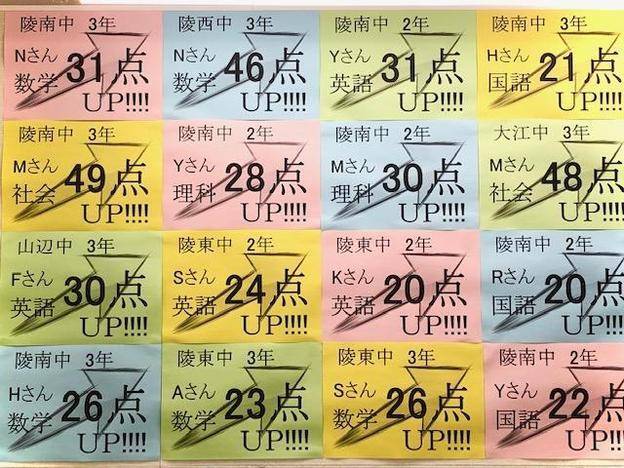 陵南中 3年
Nさん
数学 31点
UP!!!!
陵西中 3年
Nさん
数学 46点
UP!!!!
陵南中 2年
Yさん
英語 31点
UP!!!!
陵南中 3年
Hさん
国語 21点
UP!!!!
陵南中 3年
Mさん
社会 49点
UP!!!!
陵南中 2年
Yさん
理科 28点
UP!!!!
陵南中 2年
Mさん
理科 30点
UP!!!!
大江中 3年
Mさん
社会 48点
UP!!!!
山辺中 3年
Fさん
英語 30点
UP!!!!
陵東中 2年
Sさん
英語 24点
UP!!!!
陵東中 2年
Kさん
英語 20点
UP!!!!
陵南中 2年
Rさん
国語 20点
UP!!!!
陵南中 3年
Hさん
数学 26点
UP!!!!
陵東中 3年
Aさん
数学 23点
UP!!!!
陵東中 3年
Sさん
数学 26点
UP!!!!
陵南中 2年
Yさん
国語 22点
UP!!!!